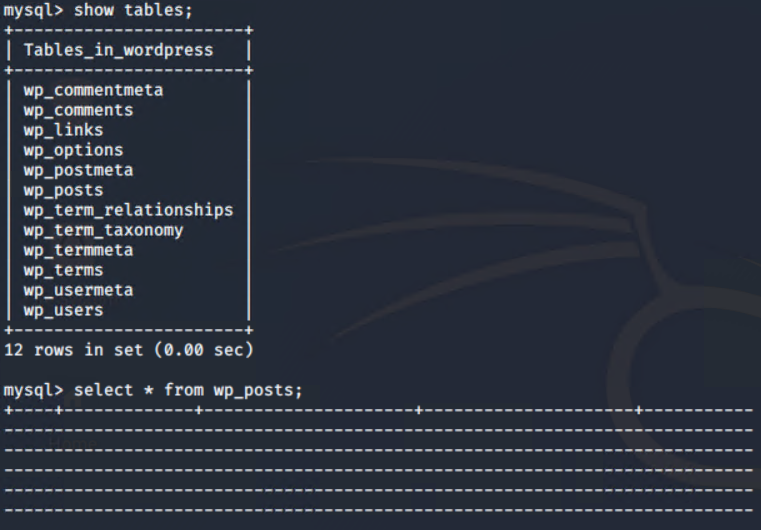 mysql> show tables;
+------------------------+
| Tables_in_wordpress    |
+------------------------+
| wp_commentmeta         |
| wp_comments            |
| wp_links               |
| wp_options             |
| wp_postmeta            |
| wp_posts               |
| wp_term_relationships  |
| wp_term_taxonomy       |
| wp_termmeta            |
| wp_terms               |
| wp_usermeta            |
| wp_users               |
+------------------------+
12 rows in set (0.00 sec)
mysql> select * from wp_posts;
+----+-------------+---------------------+---------------------+-----------
---------------------------------------------------------------------------
Home
---------------------------------------------------------------------------
---------------------------------------------------------------------------
---------------------------------------------------------------------------
---------------------------------------------------------------------------